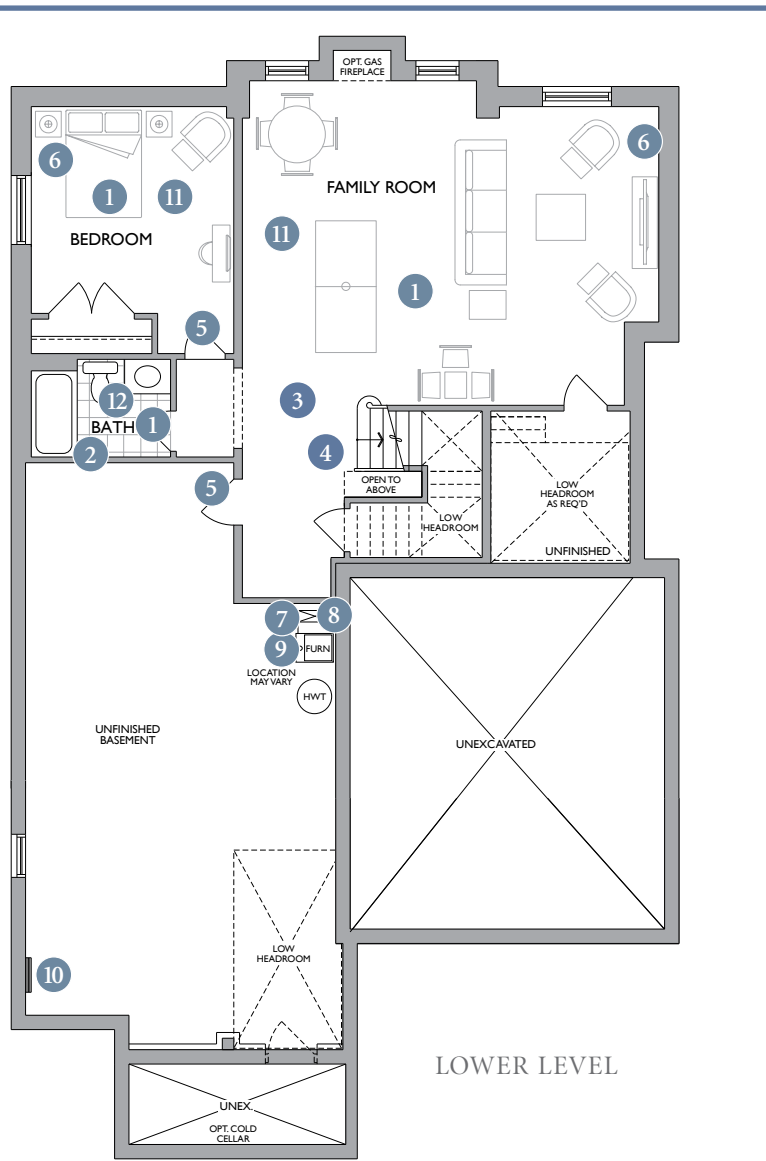 OPT. GAS
FIREPLACE
6
6
1
11
FAMILY ROOM
BEDROOM
11
1
5
3
12
1
BATH
2
4
OPEN TO
ABOVE
5
LOW
HEADROOM
AS REQ'D
LOW
HEADROOM
UNFINISHED
7
8
9
FURN
LOCATION
MAY VARY
HWT
UNFINISHED
BASEMENT
UNEXCAVATED
LOW
HEADROOM
10
LOWER LEVEL
UNEX.
OPT. COLD
CELLAR